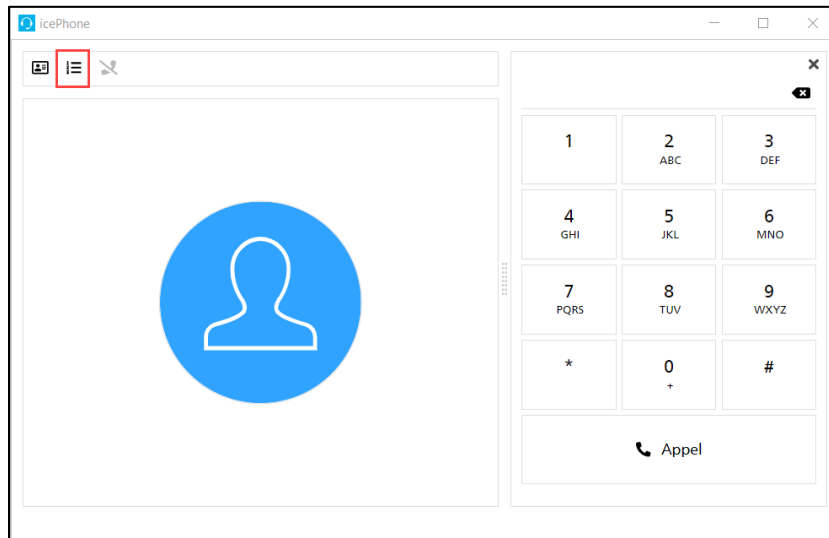 icePhone
1
2
ABC
3
DEF
4
GHI
5
JKL
6
MNO
7
PQRS
8
TUV
9
WXYZ
*
0
+
#
Appel